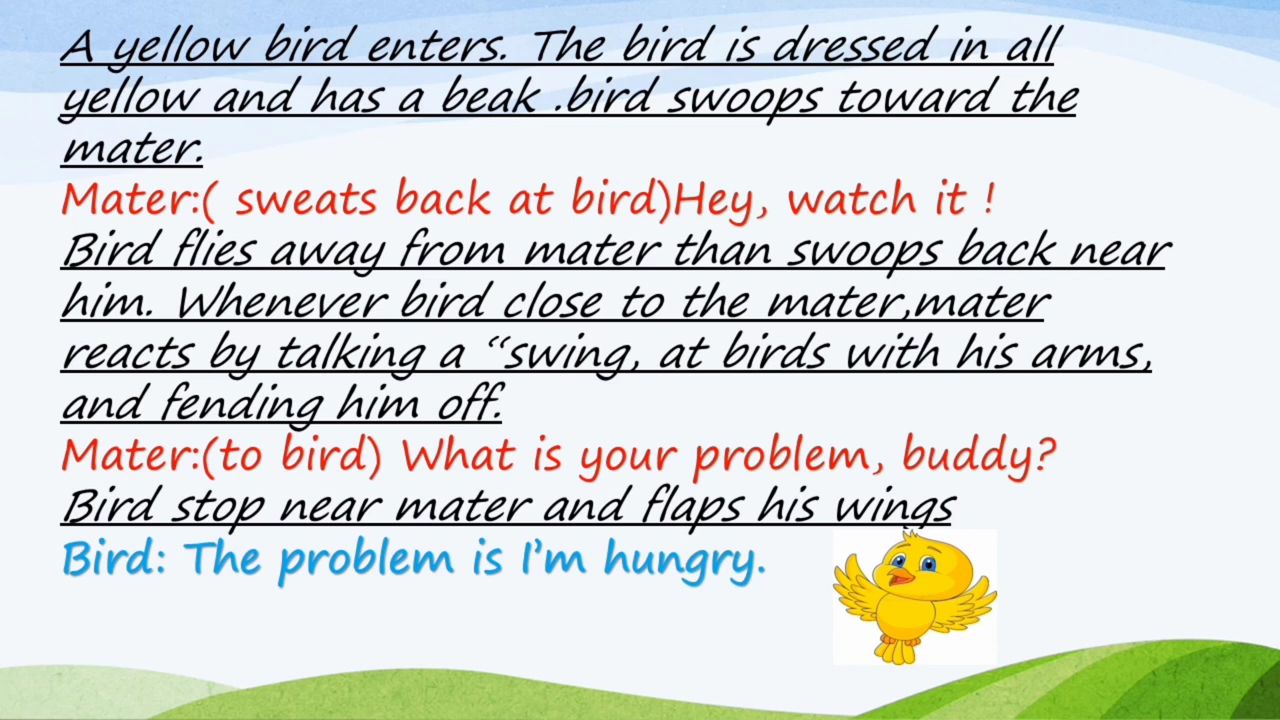 A yellow bird enters. The bird is dressed in all
yellow and has a beak .bird swoops toward the
mater.
Mater:( sweats back at bird)Hey, watch it !
Bird flies away from mater than swoops back near
him. Whenever bird close to the mater,mater
reacts by talking a “swing, at birds with his arms,
and fending him off.
Mater:(to bird) What is your problem, buddy?
Bird stop near mater and flaps his wings
Bird: The problem is I’m hungry.